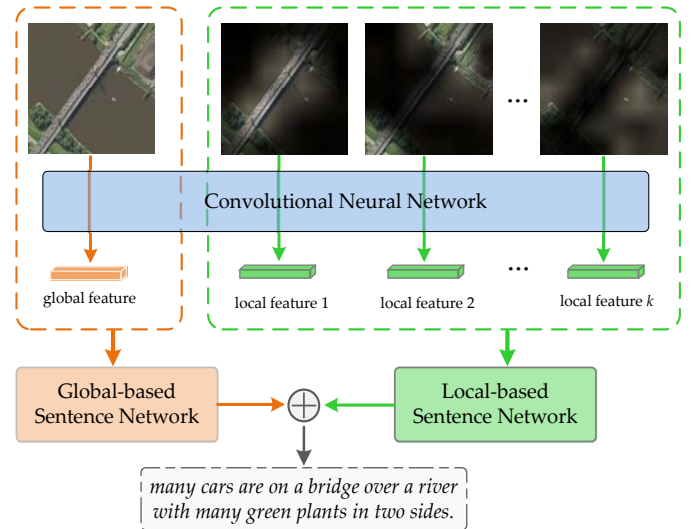 ...
Convolutional Neural Network
...
global feature
local feature 1
local feature 2
local feature k
Global-based
Sentence Network
Local-based
Sentence Network
many cars are on a bridge over a river
with many green plants in two sides.